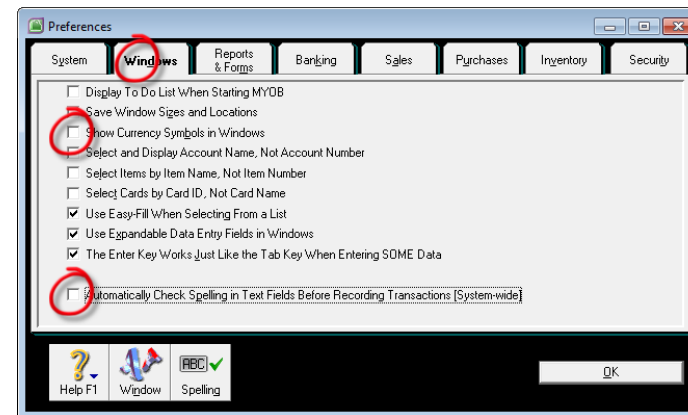 Preferences
System
Windows
Reports
& Forms
Banking
Sales
Purchases
Inventory
Security
Display To Do List When Starting MYOB
Save Window Sizes and Locations
Show Currency Symbols in Windows
Select and Display Account Name, Not Account Number
Select Items by Item Name, Not Item Number
Select Cards by Card ID, Not Card Name
Use Easy-Fill When Selecting From a List
Use Expandable Data Entry Fields in Windows
The Enter Key Works Just Like the Tab Key When Entering SOME Data
Automatically Check Spelling in Text Fields Before Recording Transactions [System-wide]
?
ABC
Help F1
Window
Spelling
OK